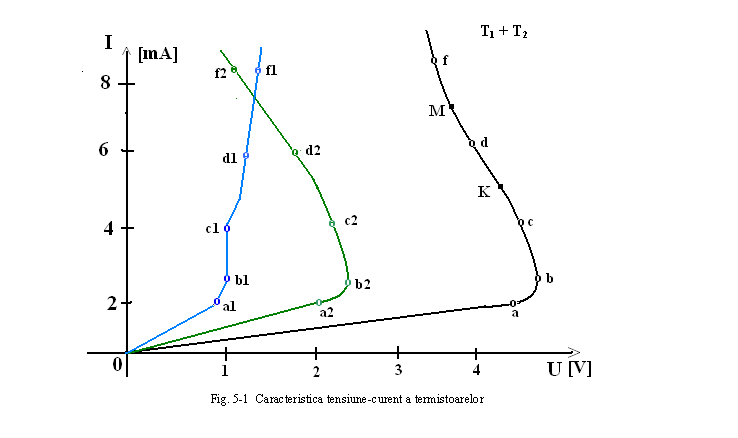 I
[mA]
T₁ + T₂
f2
f1
f
8
M
6
d1
d2
d
K
4
c1
c2
c
b1
b2
b
2
a1
a2
a
0
1
2
3
4
U [V]
Fig. 5-1 Caracteristica tensiune-curent a termistoarelor